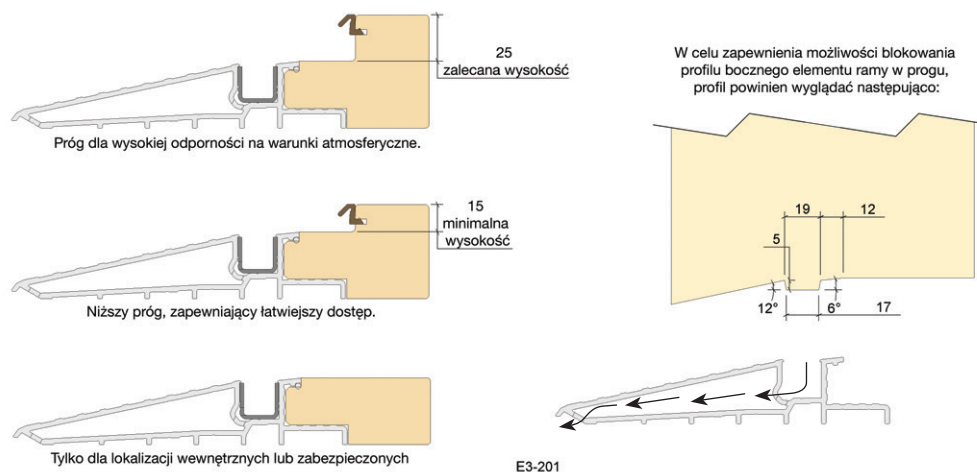 25
zalecana wysokość
Próg dla wysokiej odporności na warunki atmosferyczne.
15
minimalna
wysokość
Niższy próg, zapewniający łatwiejszy dostęp.
Tylko dla lokalizacji wewnętrznych lub zabezpieczonych
W celu zapewnienia możliwości blokowania
profilu bocznego elementu ramy w progu,
profil powinien wyglądać następująco:
19 12
5
12° 6° 17
E3-201